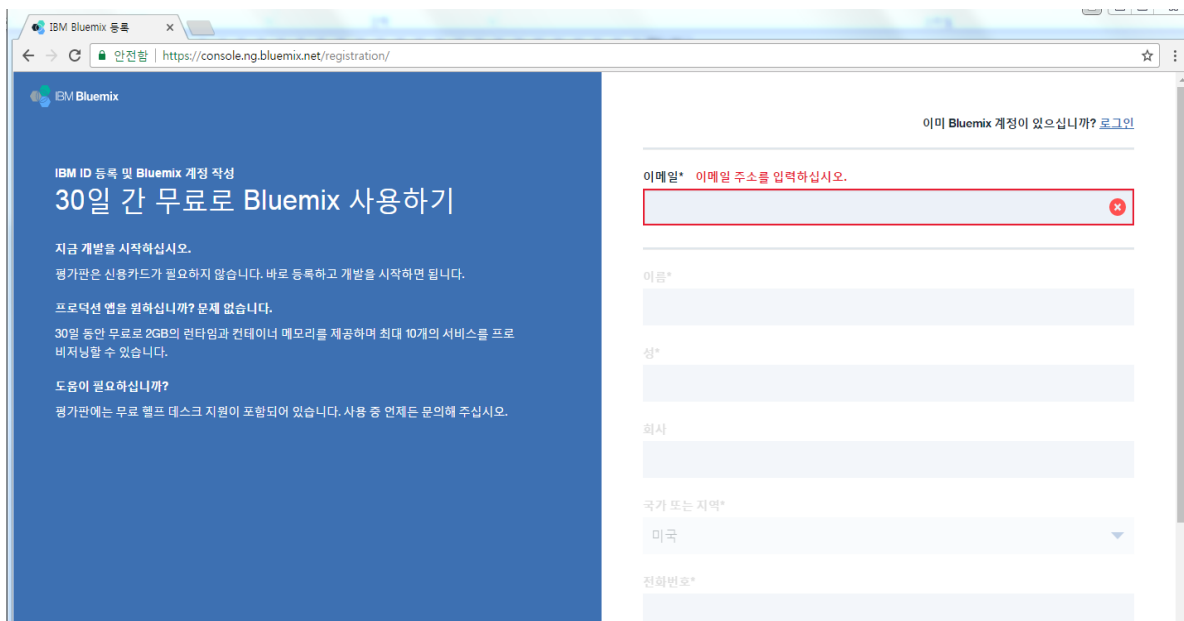 IBM Bluemix 등록
안전함 | https://console.ng.bluemix.net/registration/
IBM Bluemix
이미 Bluemix 계정이 있으십니까? 로그인
IBM ID 등록 및 Bluemix 계정 작성
30일 간 무료로 Bluemix 사용하기
지금 개발을 시작하십시오.
평가판은 신용카드가 필요하지 않습니다. 바로 등록하고 개발을 시작하면 됩니다.
프로덕션 앱을 원하십니까? 문제 없습니다.
30일 동안 무료로 2GB의 런타임과 컨테이너 메모리를 제공하며 최대 10개의 서비스를 프로
비저닝할 수 있습니다.
도움이 필요하십니까?
평가판에는 무료 헬프 데스크 지원이 포함되어 있습니다. 사용 중 언제든 문의해 주십시오.
이메일* 이메일 주소를 입력하십시오.
이름*
성*
회사
국가 또는 지역*
미국
전화번호*